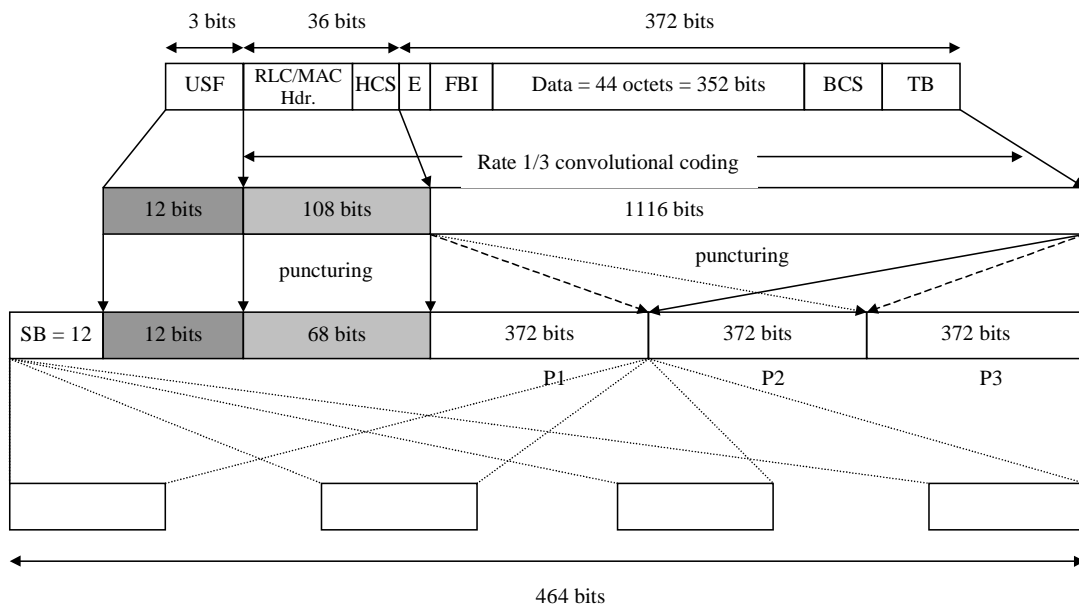 3 bits 36 bits 372 bits
USF RLC/MAC Hdr. HCS E FBI Data = 44 octets = 352 bits BCS TB
Rate 1/3 convolutional coding
12 bits 108 bits 1116 bits
puncturing puncturing
SB = 12 12 bits 68 bits 372 bits 372 bits 372 bits
P1 P2 P3
464 bits